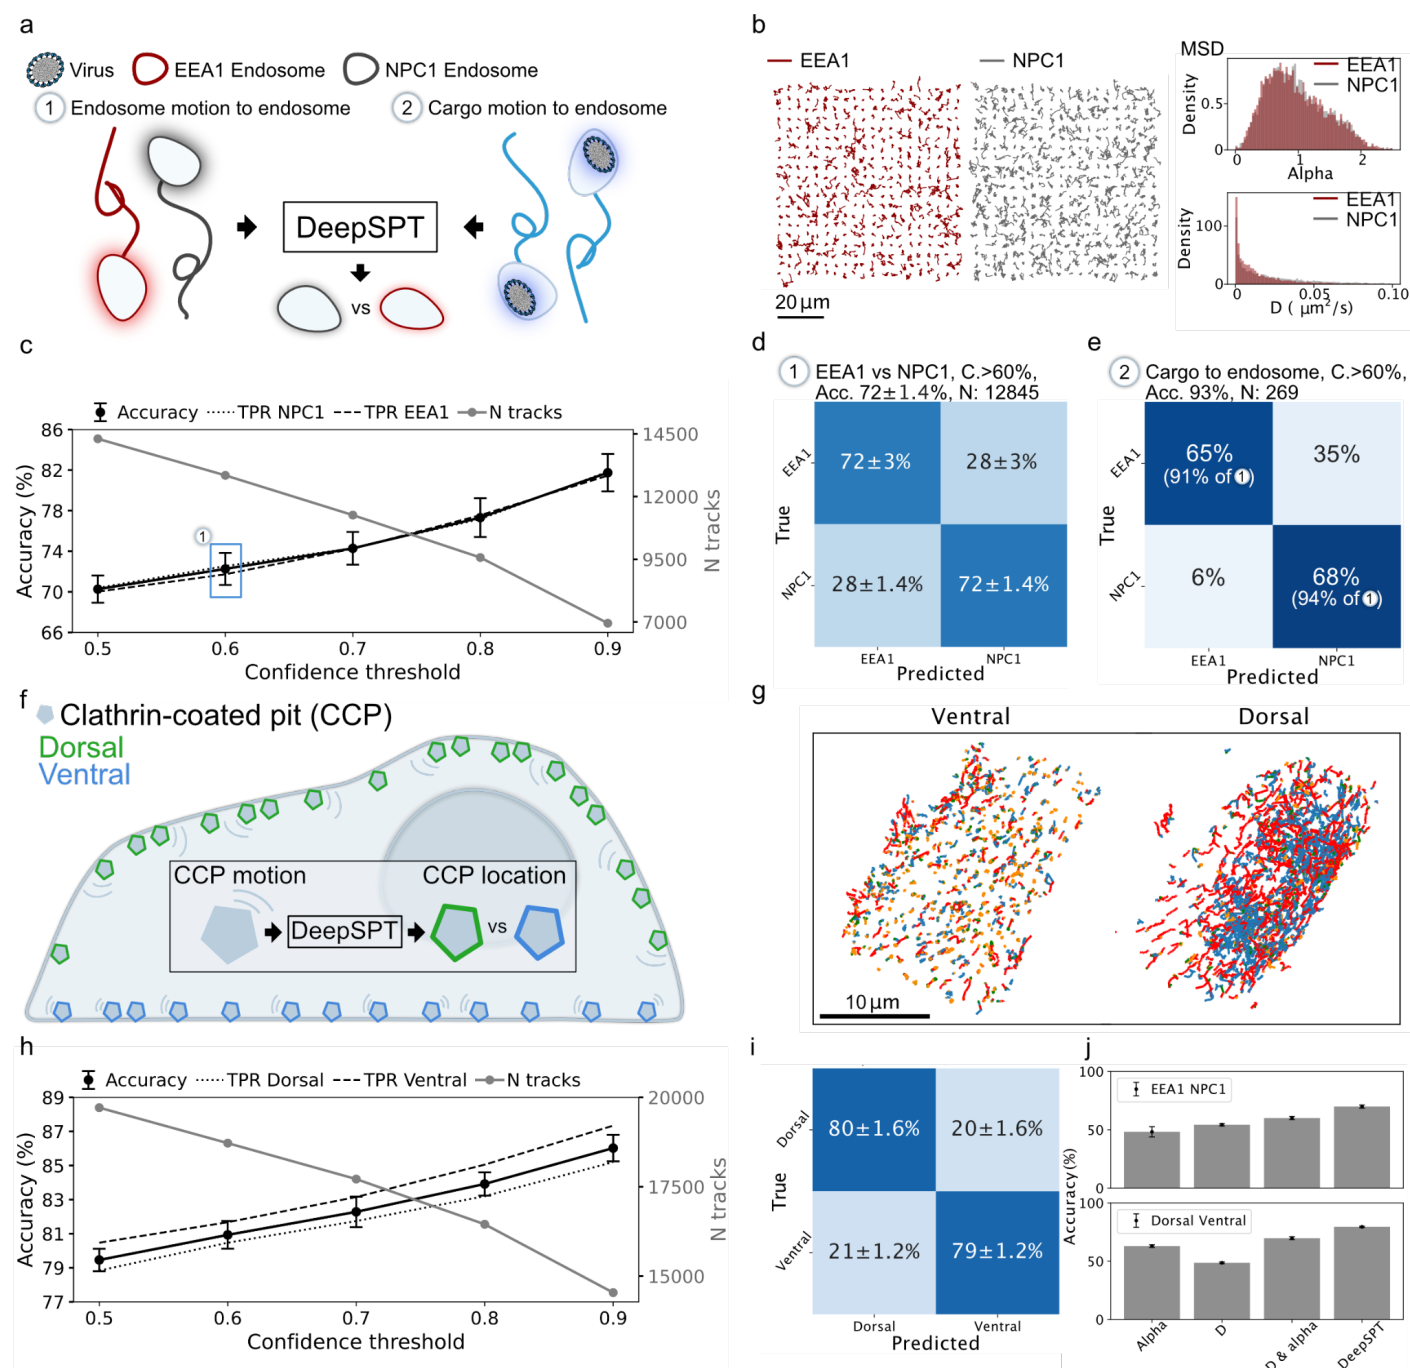 a
Virus EEA1 Endosome NPC1 Endosome
1 Endosome motion to endosome 2 Cargo motion to endosome
DeepSPT
vs
b
EEA1 NPC1
20 μm
MSD
EEA1
NPC1
Density
0.5
0
0 1 2
Alpha
EEA1
NPC1
Density
100
0
0 0.05 0.10
D ( μm²/s)
c
Accuracy TPR NPC1 TPR EEA1 N tracks
86
82
78
74
70
66
Accuracy (%)
1
14500
12000
9500
7000
N tracks
0.5 0.6 0.7 0.8 0.9
Confidence threshold
d
1 EEA1 vs NPC1, C.>60%,
Acc. 72±1.4%, N: 12845
True
EEA1
NPC1
72±3% 28±3%
28±1.4% 72±1.4%
EEA1 NPC1
Predicted
e
2 Cargo to endosome, C.>60%,
Acc. 93%, N: 269
True
EEA1
NPC1
65% 35%
(91% of 1)
6% 68%
(94% of 1)
EEA1 NPC1
Predicted
f
Clathrin-coated pit (CCP)
Dorsal
Ventral
CCP motion CCP location
DeepSPT vs
g
Ventral Dorsal
10 μm
h
Accuracy TPR Dorsal TPR Ventral N tracks
89
87
85
83
81
79
77
Accuracy (%)
20000
17500
15000
N tracks
0.5 0.6 0.7 0.8 0.9
Confidence threshold
i
True
Dorsal
Ventral
80±1.6% 20±1.6%
21±1.2% 79±1.2%
Dorsal Ventral
Predicted
j
100
50
0
EEA1 NPC1
Accuracy (%)
100
50
0
Dorsal Ventral
Alpha D D & alpha DeepSPT